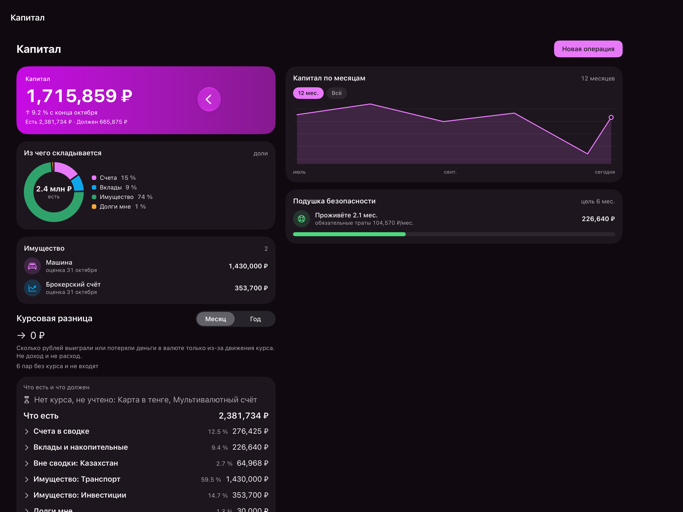 Капитал
Капитал
Новая операция
Капитал
1,715,859 ₽
↑ 9.2 % с конца октября
Есть 2,381,734 ₽ · Должен 665,875 ₽
Из чего складывается
доли
2.4 млн ₽
есть
Счета 15 %
Вклады 9 %
Имущество 74 %
Долги мне 1 %
Имущество
2
Машина
оценка 31 октября
1,430,000 ₽
Брокерский счёт
оценка 31 октября
353,700 ₽
Курсовая разница
Месяц
Год
→ 0 ₽
Сколько рублей выиграли или потеряли деньги в валюте только из-за движения курса.
Не доход и не расход.
6 пар без курса и не входят
Что есть и что должен
Нет курса, не учтено: Карта в тенге, Мультивалютный счёт
Что есть
2,381,734 ₽
Счета в сводке
12.5 % 276,425 ₽
Вклады и накопительные
9.4 % 226,640 ₽
Вне сводки: Казахстан
2.7 % 64,968 ₽
Имущество: Транспорт
59.5 % 1,430,000 ₽
Имущество: Инвестиции
14.7 % 353,700 ₽
Долги мне
1.3 % 30,000 ₽
Капитал по месяцам
12 месяцев
12 мес.
Всё
июль
сент.
сегодня
Подушка безопасности
цель 6 мес.
Проживёте 2.1 мес.
обязательные траты 104,570 ₽/мес.
226,640 ₽